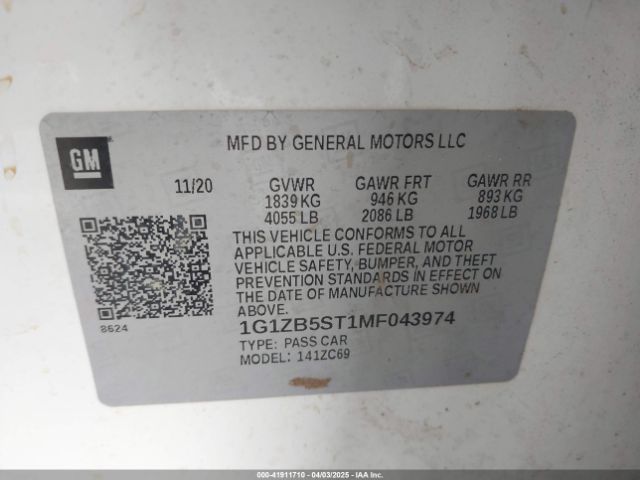 GM
MFD BY GENERAL MOTORS LLC
11/20 GVWR GAWR FRT GAWR RR
1839 KG 946 KG 893 KG
4055 LB 2086 LB 1968 LB
THIS VEHICLE CONFORMS TO ALL
APPLICABLE U.S. FEDERAL MOTOR
VEHICLE SAFETY, BUMPER, AND THEFT
PREVENTION STANDARDS IN EFFECT ON
THE DATE OF MANUFACTURE SHOWN
ABOVE.
8624
1G1ZB5ST1MF043974
TYPE: PASS CAR
MODEL: 141ZC69
000-41911710 - 04/03/2025 - IAA Inc.